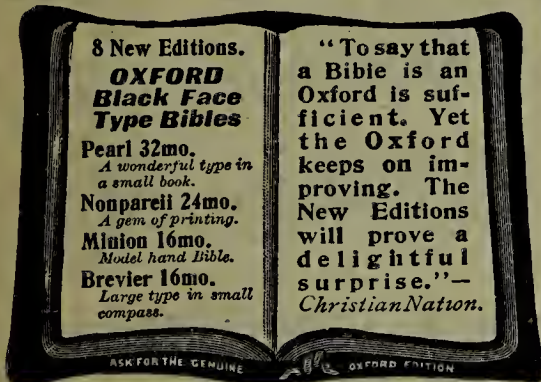 8 New Editions.
OXFORD
Black Face
Type Bibles
Pearl 32mo.
A wonderful type in
a small book.
Nonpareil 24mo.
A gem of printing.
Minion 16mo.
Model hand Bible.
Brevier 16mo.
Large type in small
compass.
"To say that
a Bible is an
Oxford is suf-
ficient. Yet
the Oxford
keeps on im-
proving. The
New Editions
will prove a
delightful
surprise."—
Christian Nation.
ASK FOR THE GENUINE
OXFORD EDITION